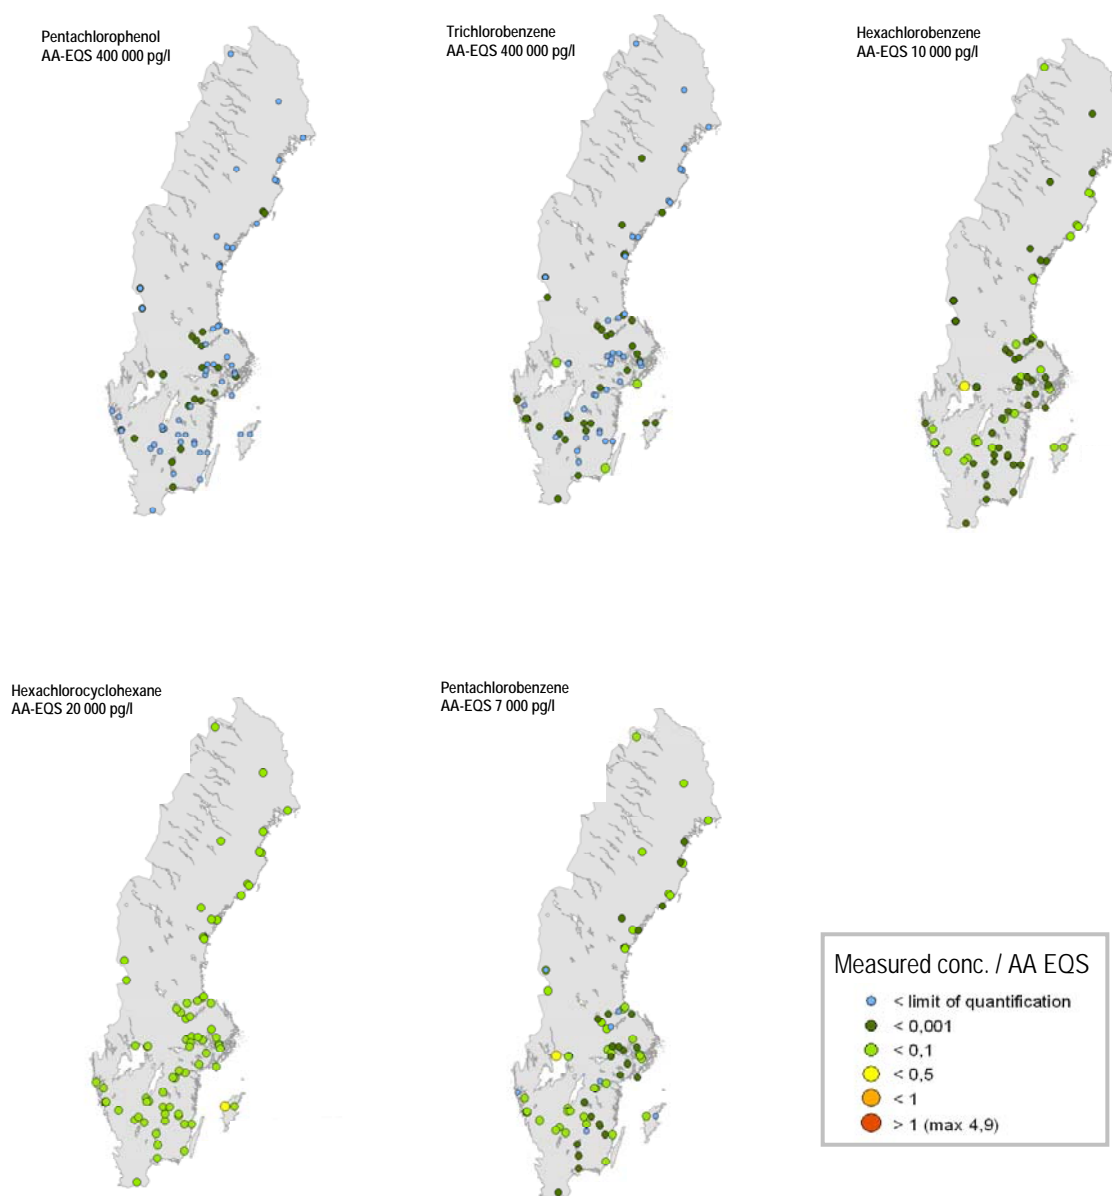 Pentachlorophenol
AA-EQS 400 000 pg/l
Trichlorobenzene
AA-EQS 400 000 pg/l
Hexachlorobenzene
AA-EQS 10 000 pg/l
Hexachlorocyclohexane
AA-EQS 20 000 pg/l
Pentachlorobenzene
AA-EQS 7 000 pg/l
Measured conc. / AA EQS
< limit of quantification
< 0,001
< 0,1
< 0,5
< 1
> 1 (max 4,9)